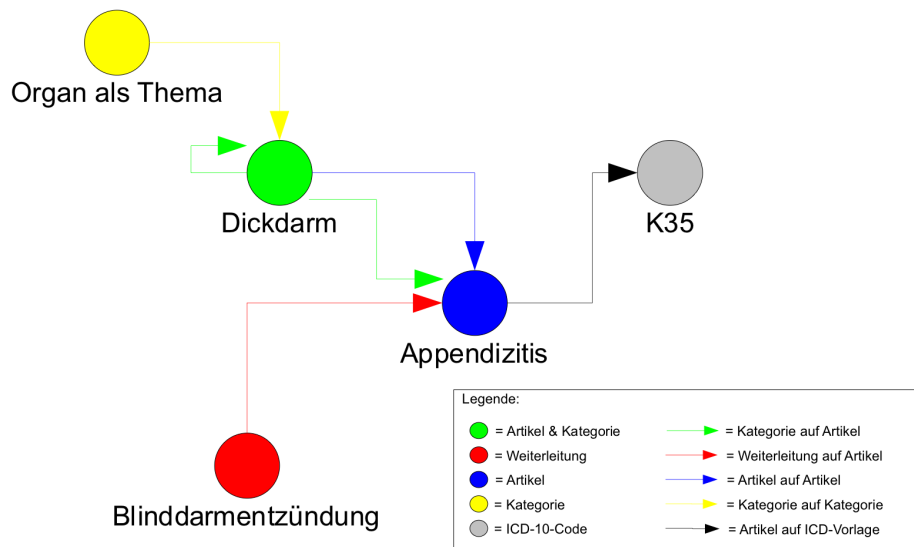 Organ als Thema
Dickdarm
K35
Appendizitis
Blinddarmentzündung
Legende:
= Artikel & Kategorie
= Kategorie auf Artikel
= Weiterleitung
= Weiterleitung auf Artikel
= Artikel
= Artikel auf Artikel
= Kategorie
= Kategorie auf Kategorie
= ICD-10-Code
= Artikel auf ICD-Vorlage